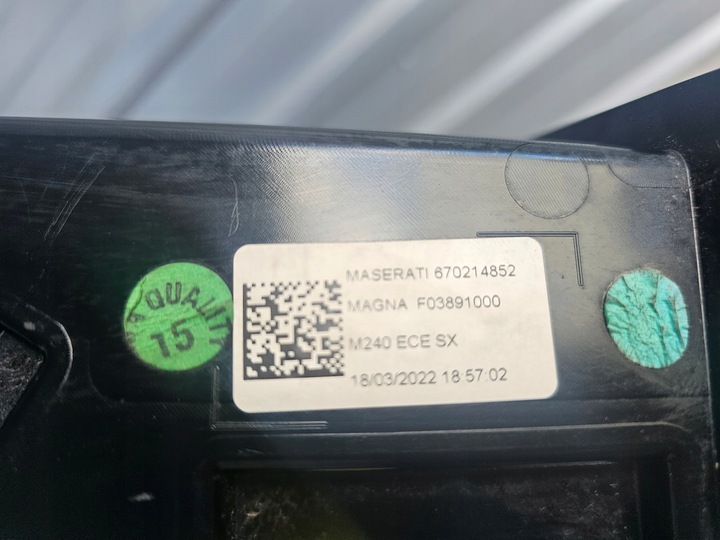 MASERATI 670214852
MAGNA F03891000
M240 ECE SX
18/03/2022 18:57:02
QUALITY
15